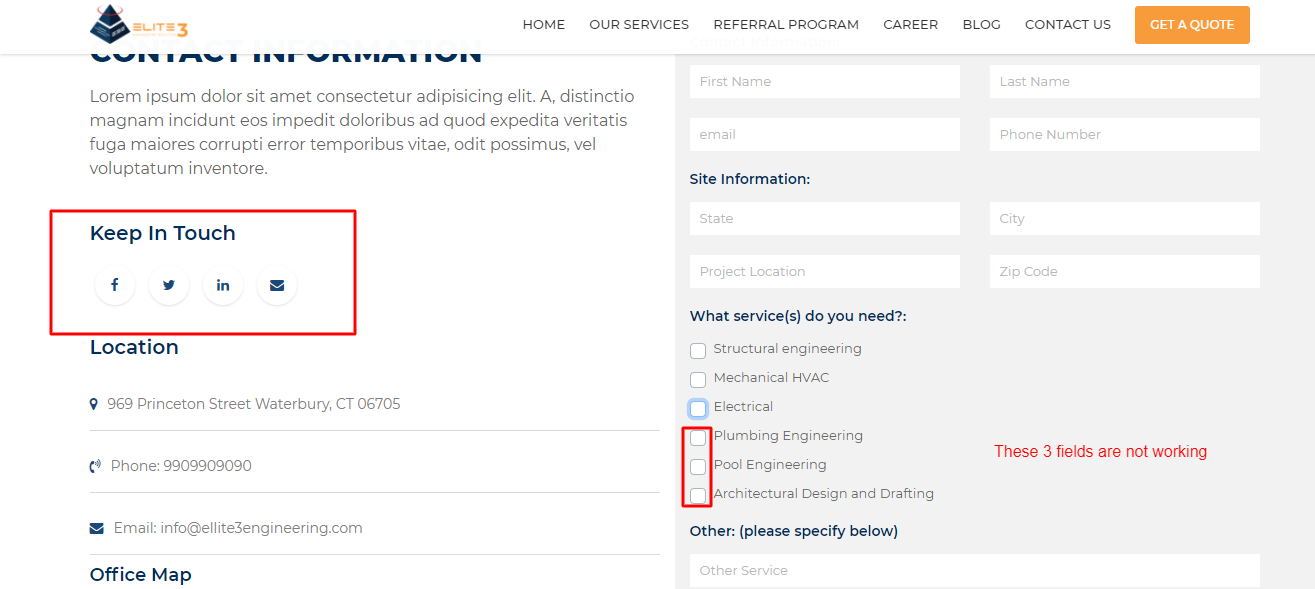 ELITE3
HOME OUR SERVICES REFERRAL PROGRAM CAREER BLOG CONTACT US GET A QUOTE
CONTACT INFORMATION
Lorem ipsum dolor sit amet consectetur adipisicing elit. A, distinctio
magnam incidunt eos impedit doloribus ad quod expedita veritatis
fuga maiores corrupti error temporibus vitae, odit possimus, vel
voluptatum inventore.
Keep In Touch
Location
969 Princeton Street Waterbury, CT 06705
Phone: 9909909090
Email: info@ellite3engineering.com
Office Map
First Name Last Name
email Phone Number
Site Information:
State City
Project Location Zip Code
What service(s) do you need?:
Structural engineering
Mechanical HVAC
Electrical
Plumbing Engineering
These 3 fields are not working
Pool Engineering
Architectural Design and Drafting
Other: (please specify below)
Other Service